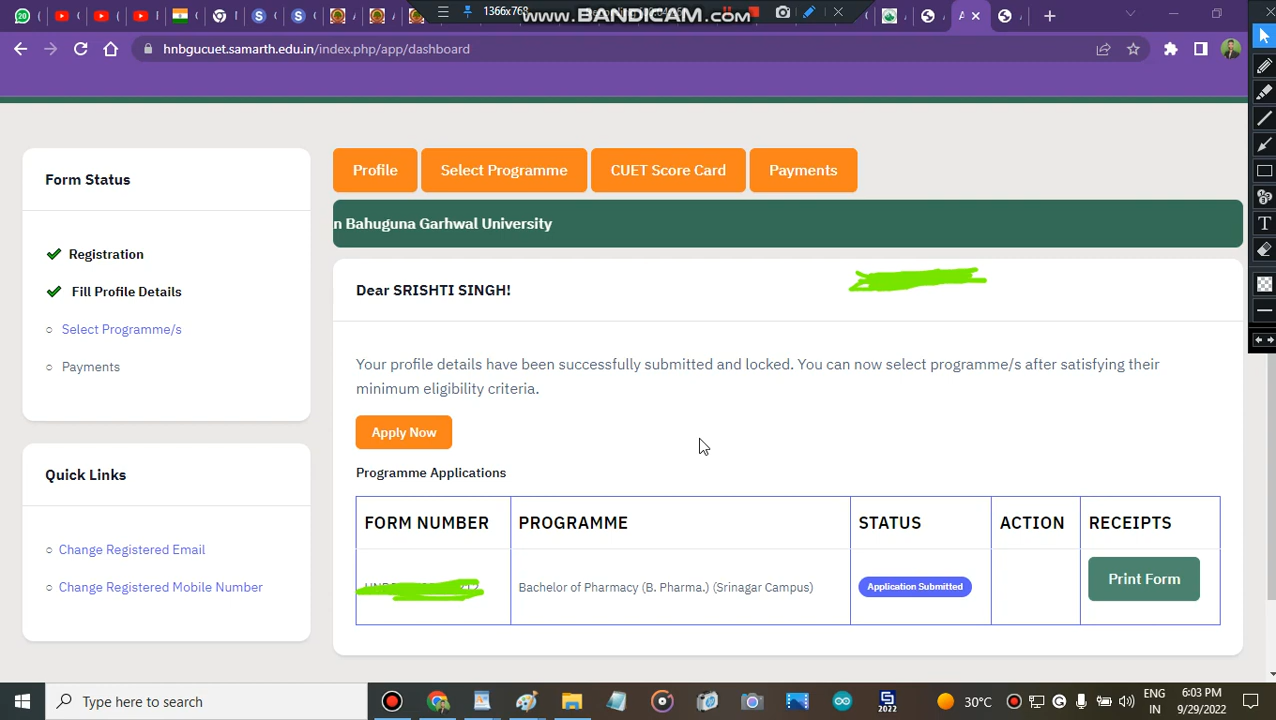 20
1366x768
WWW.BANDICAM.COM
A
hnbgucuet.samarth.edu.in/index.php/app/dashboard
Profile
Select Programme
CUET Score Card
Payments
n Bahuguna Garhwal University
Form Status
Registration
Fill Profile Details
Select Programme/s
Payments
Quick Links
Change Registered Email
Change Registered Mobile Number
Dear SRISHTI SINGH!
Your profile details have been successfully submitted and locked. You can now select programme/s after satisfying their
minimum eligibility criteria.
Apply Now
Programme Applications
FORM NUMBER PROGRAMME STATUS ACTION RECEIPTS
Bachelor of Pharmacy (B. Pharma.) (Srinagar Campus) Application Submitted Print Form
T
Type here to search
2022
30°C
ENG
IN
6:03 PM
9/29/2022